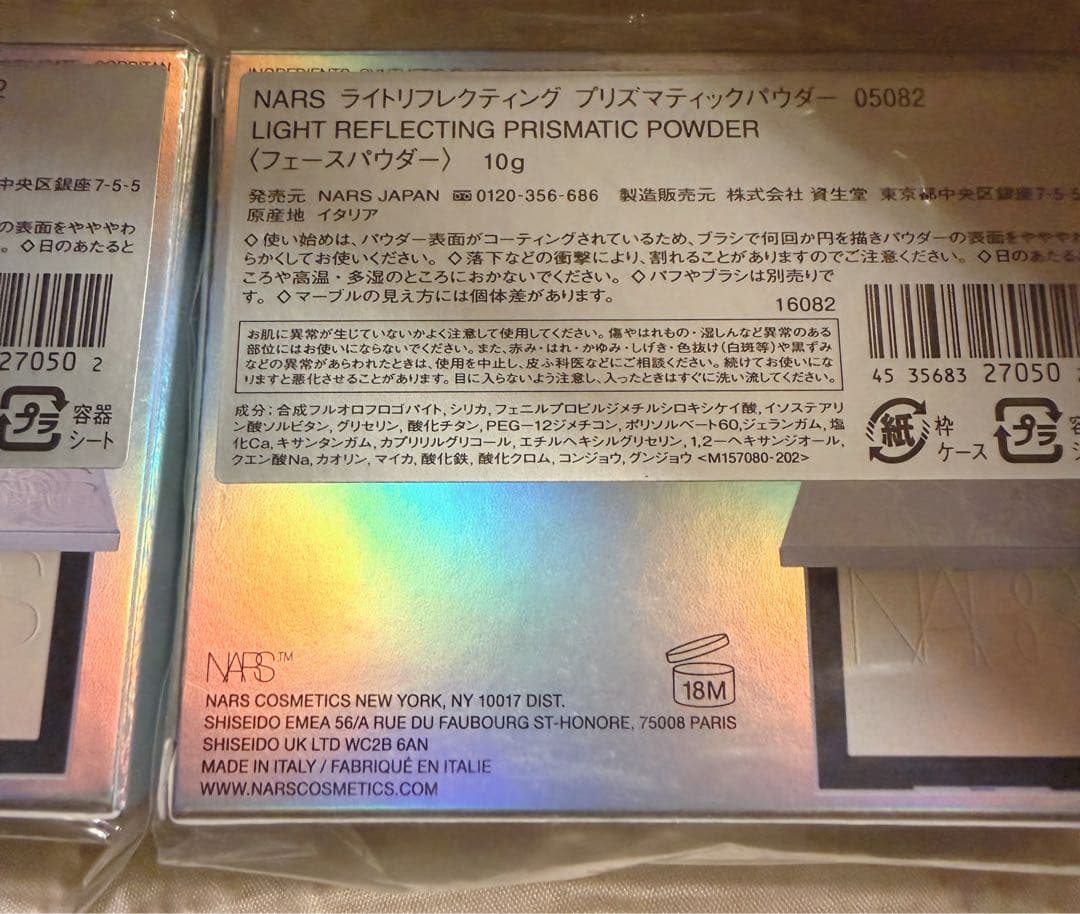 2
中央区銀座7-5-5
の表面をやややわ
。◇日のあたると
27050 2
プラ 容器
シート
NARS ライトリフレクティング プリズマティックパウダー 05082
LIGHT REFLECTING PRISMATIC POWDER
〈フェースパウダー〉 10g
発売元 NARS JAPAN 0120-356-686 製造販売元 株式会社 資生堂 東京都中央区銀座7-5-5
原産地 イタリア
◇使い始めは、パウダー表面がコーティングされているため、ブラシで何回か円を描きパウダーの表面をやややわ
らかくしてお使いください。◇落下などの衝撃により、割れることがありますのでご注意ください。◇日のあたると
ころや高温・多湿のところにおかないでください。◇パフやブラシは別売りで
す。◇マーブルの見え方には個体差があります。
16082
お肌に異常が生じていないかよく注意して使用してください。傷やはれもの・湿しんなど異常のある
部位にはお使いにならないでください。また、赤み・はれ・かゆみ・しげき・色抜け(白斑等)や黒ずみ
などの異常があらわれたときは、使用を中止し、皮ふ科医などにご相談ください。続けてお使いにな
りますと悪化させることがあります。目に入らないよう注意し、入ったときはすぐに洗い流してください。
45 35683 27050
成分:合成フルオロフロゴパイト, シリカ, フェニルプロピルジメチルシロキシケイ酸, イソステアリ
ン酸ソルビタン, グリセリン, 酸化チタン, PEG-12ジメチコン, ポリソルベート60, ジェランガム, 塩
化Ca, キサンタンガム, カプリリルグリコール, エチルヘキシルグリセリン, 1,2-ヘキサンジオール,
クエン酸Na, カオリン, マイカ, 酸化鉄, 酸化クロム, コンジョウ, グンジョウ <M157080-202>
紙 枠
ケース
プラ
NARS™
18M
NARS COSMETICS NEW YORK, NY 10017 DIST.
SHISEIDO EMEA 56/A RUE DU FAUBOURG ST-HONORE, 75008 PARIS
SHISEIDO UK LTD WC2B 6AN
MADE IN ITALY / FABRIQUÉ EN ITALIE
WWW.NARSCOSMETICS.COM